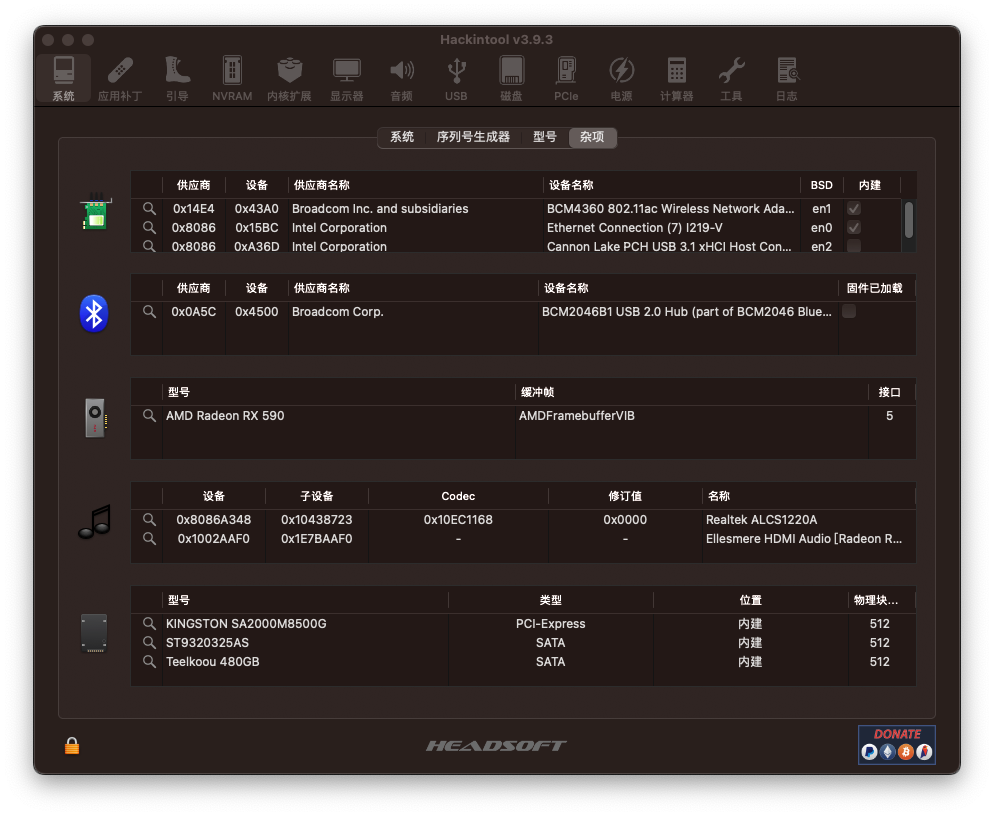 Hackintool v3.9.3
系统 应用补丁 引导 NVRAM 内核扩展 显示器 音频 USB 磁盘 PCIe 电源 计算器 工具 日志
系统 序列号生成器 型号 杂项
供应商 设备 供应商名称 设备名称 BSD 内建
0x14E4 0x43A0 Broadcom Inc. and subsidiaries BCM4360 802.11ac Wireless Network Ada... en1
0x8086 0x15BC Intel Corporation Ethernet Connection (7) I219-V en0
0x8086 0xA36D Intel Corporation Cannon Lake PCH USB 3.1 xHCI Host Con... en2
供应商 设备 供应商名称 设备名称 固件已加载
0x0A5C 0x4500 Broadcom Corp. BCM2046B1 USB 2.0 Hub (part of BCM2046 Blue...
型号 缓冲帧 接口
AMD Radeon RX 590 AMDFramebufferVIB 5
设备 子设备 Codec 修订值 名称
0x8086A348 0x10438723 0x10EC1168 0x0000 Realtek ALCS1220A
0x1002AAF0 0x1E7BAAF0 - - Ellesmere HDMI Audio [Radeon R...
型号 类型 位置 物理块...
KINGSTON SA2000M8500G PCI-Express 内建 512
ST9320325AS SATA 内建 512
Teelkoou 480GB SATA 内建 512
HEADSOFT
DONATE